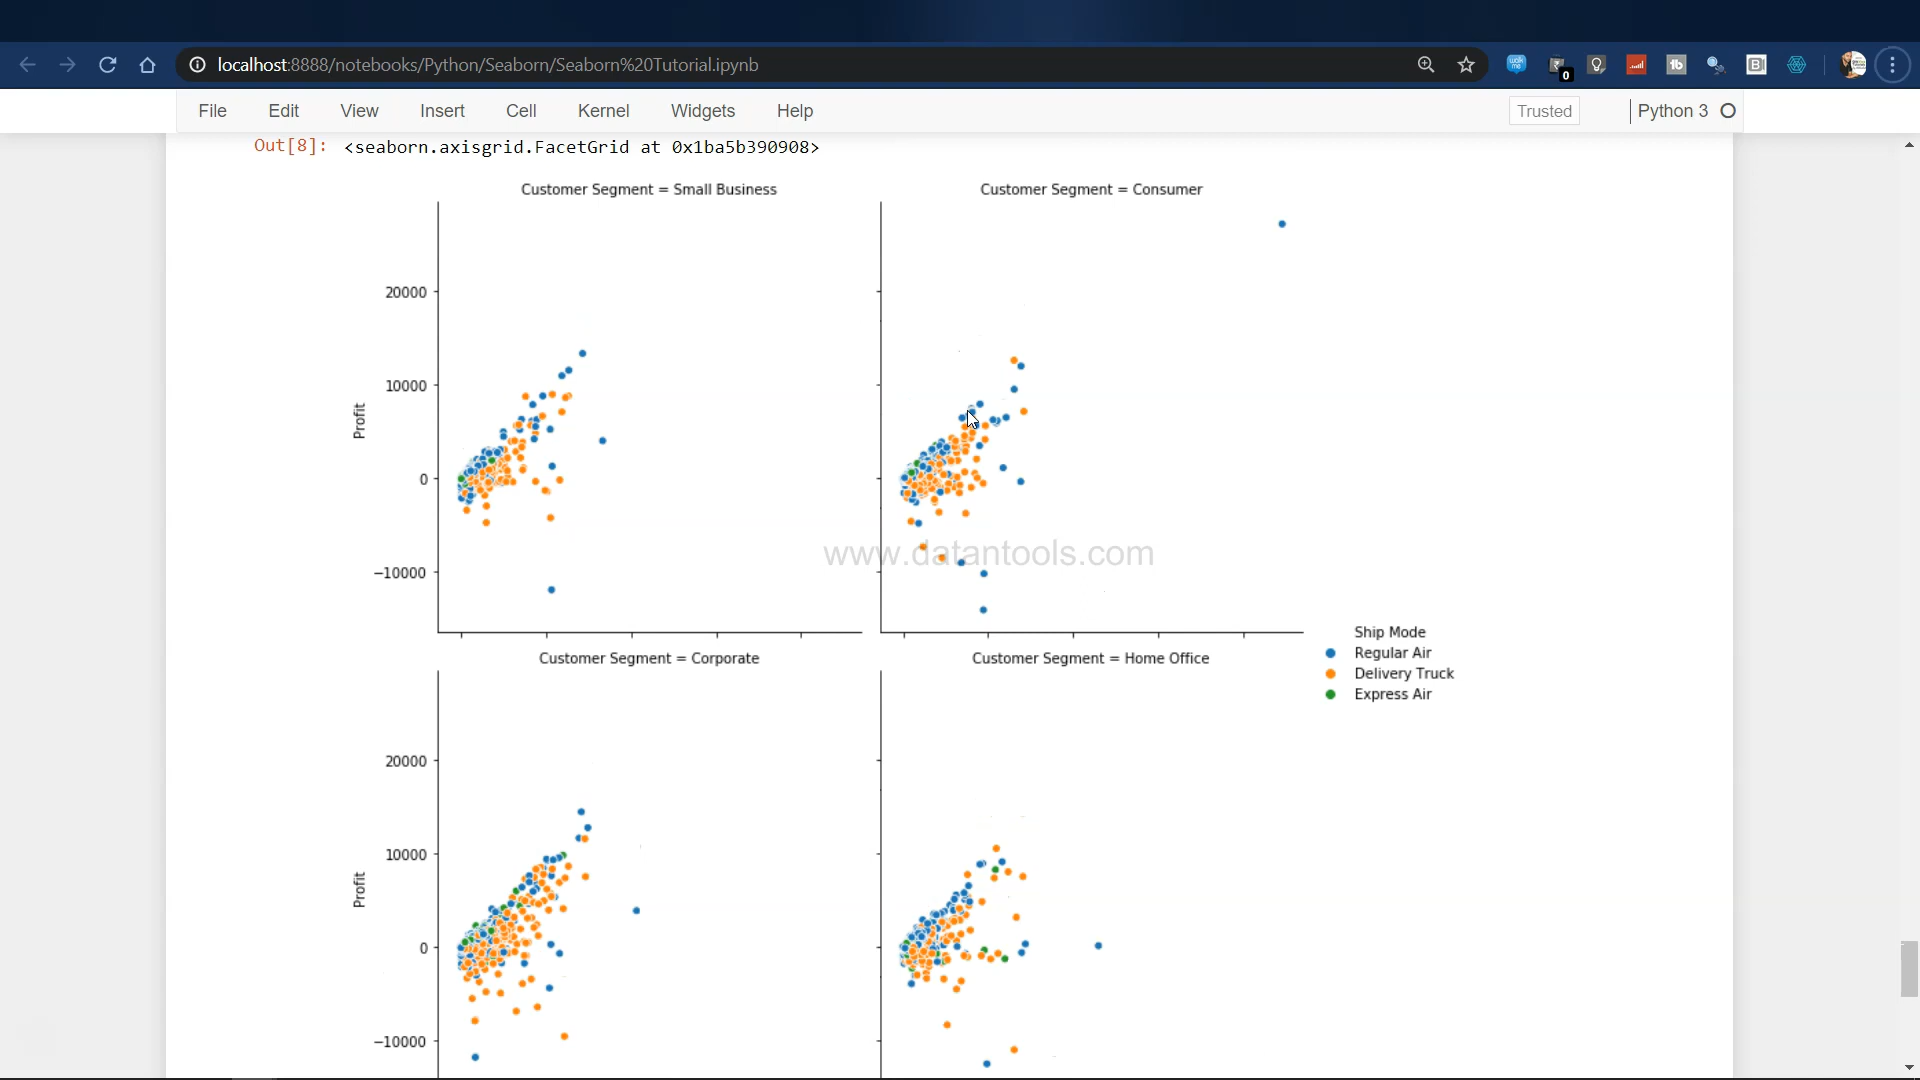 localhost:8888/notebooks/Python/Seaborn/Seaborn%20Tutorial.ipynb
0
File Edit View Insert Cell Kernel Widgets Help Trusted Python 3
Out[8]: <seaborn.axisgrid.FacetGrid at 0x1ba5b390908>
Customer Segment = Small Business
Customer Segment = Consumer
20000
10000
Profit
0
−10000
www.datantools.com
Ship Mode
Regular Air
Delivery Truck
Express Air
Customer Segment = Corporate
Customer Segment = Home Office
20000
10000
Profit
0
−10000